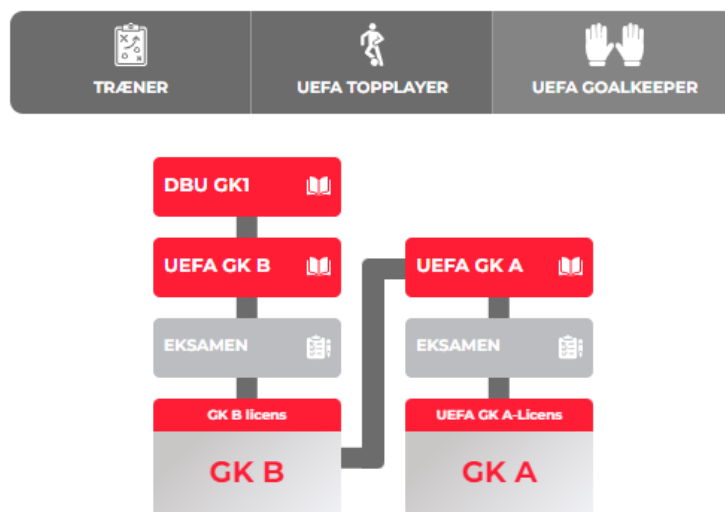 TRÆNER
UEFA TOPPLAYER
UEFA GOALKEEPER
DBU GK1
UEFA GK B
EKSAMEN
GK B licens
GK B
UEFA GK A
EKSAMEN
UEFA GK A-Licens
GK A